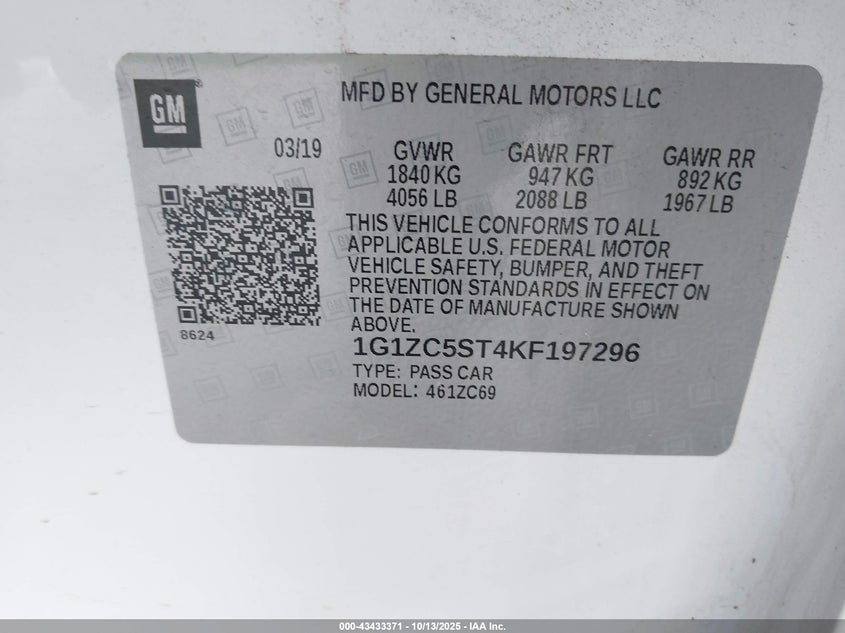 GM
MFD BY GENERAL MOTORS LLC
03/19
GVWR GAWR FRT GAWR RR
1840 KG 947 KG 892 KG
4056 LB 2088 LB 1967 LB
THIS VEHICLE CONFORMS TO ALL
APPLICABLE U.S. FEDERAL MOTOR
VEHICLE SAFETY, BUMPER, AND THEFT
PREVENTION STANDARDS IN EFFECT ON
THE DATE OF MANUFACTURE SHOWN
ABOVE.
8624
1G1ZC5ST4KF197296
TYPE: PASS CAR
MODEL: 461ZC69
000-43433371 | 10/13/2025 - IAA Inc.